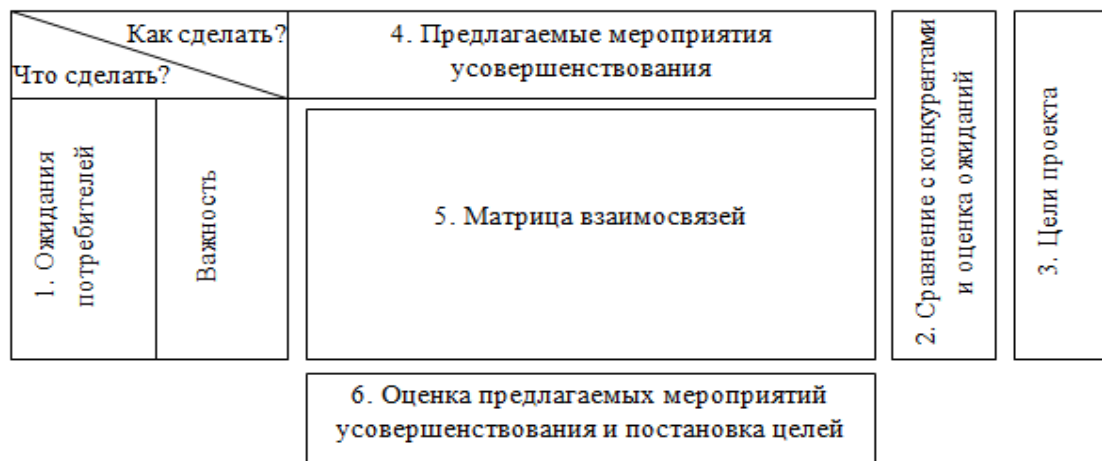 Как сделать?
Что сделать?
4. Предлагаемые мероприятия
усовершенствования
1. Ожидания
потребителей
Важность
5. Матрица взаимосвязей
2. Сравнение с конкурентами
и оценка ожиданий
3. Цели проекта
6. Оценка предлагаемых мероприятий
усовершенствования и постановка целей